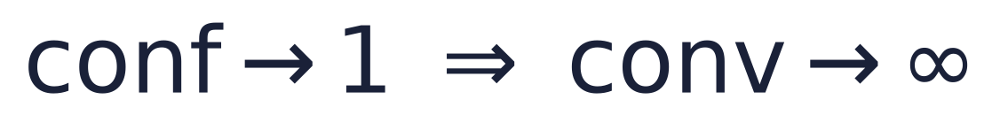 conf → 1 ⇒ conv → ∞